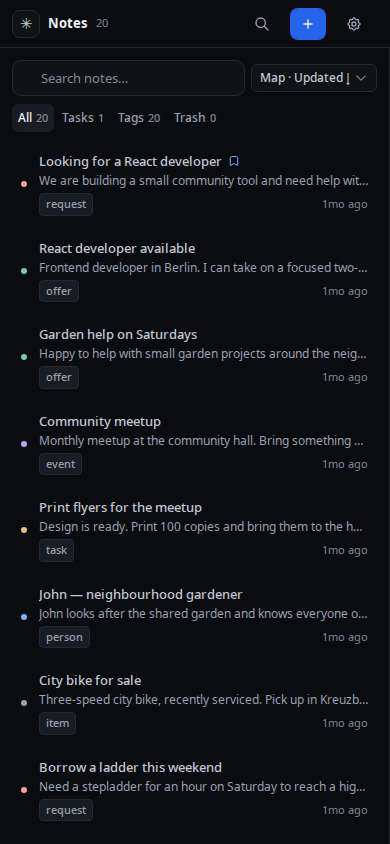 Notes 20
Search notes...
Map · Updated
All 20 Tasks 1 Tags 20 Trash 0
Looking for a React developer
We are building a small community tool and need help wit...
request 1mo ago
React developer available
Frontend developer in Berlin. I can take on a focused two-...
offer 1mo ago
Garden help on Saturdays
Happy to help with small garden projects around the neig...
offer 1mo ago
Community meetup
Monthly meetup at the community hall. Bring something ...
event 1mo ago
Print flyers for the meetup
Design is ready. Print 100 copies and bring them to the h...
task 1mo ago
John — neighbourhood gardener
John looks after the shared garden and knows everyone o...
person 1mo ago
City bike for sale
Three-speed city bike, recently serviced. Pick up in Kreuzb...
item 1mo ago
Borrow a ladder this weekend
Need a stepladder for an hour on Saturday to reach a hig...
request 1mo ago